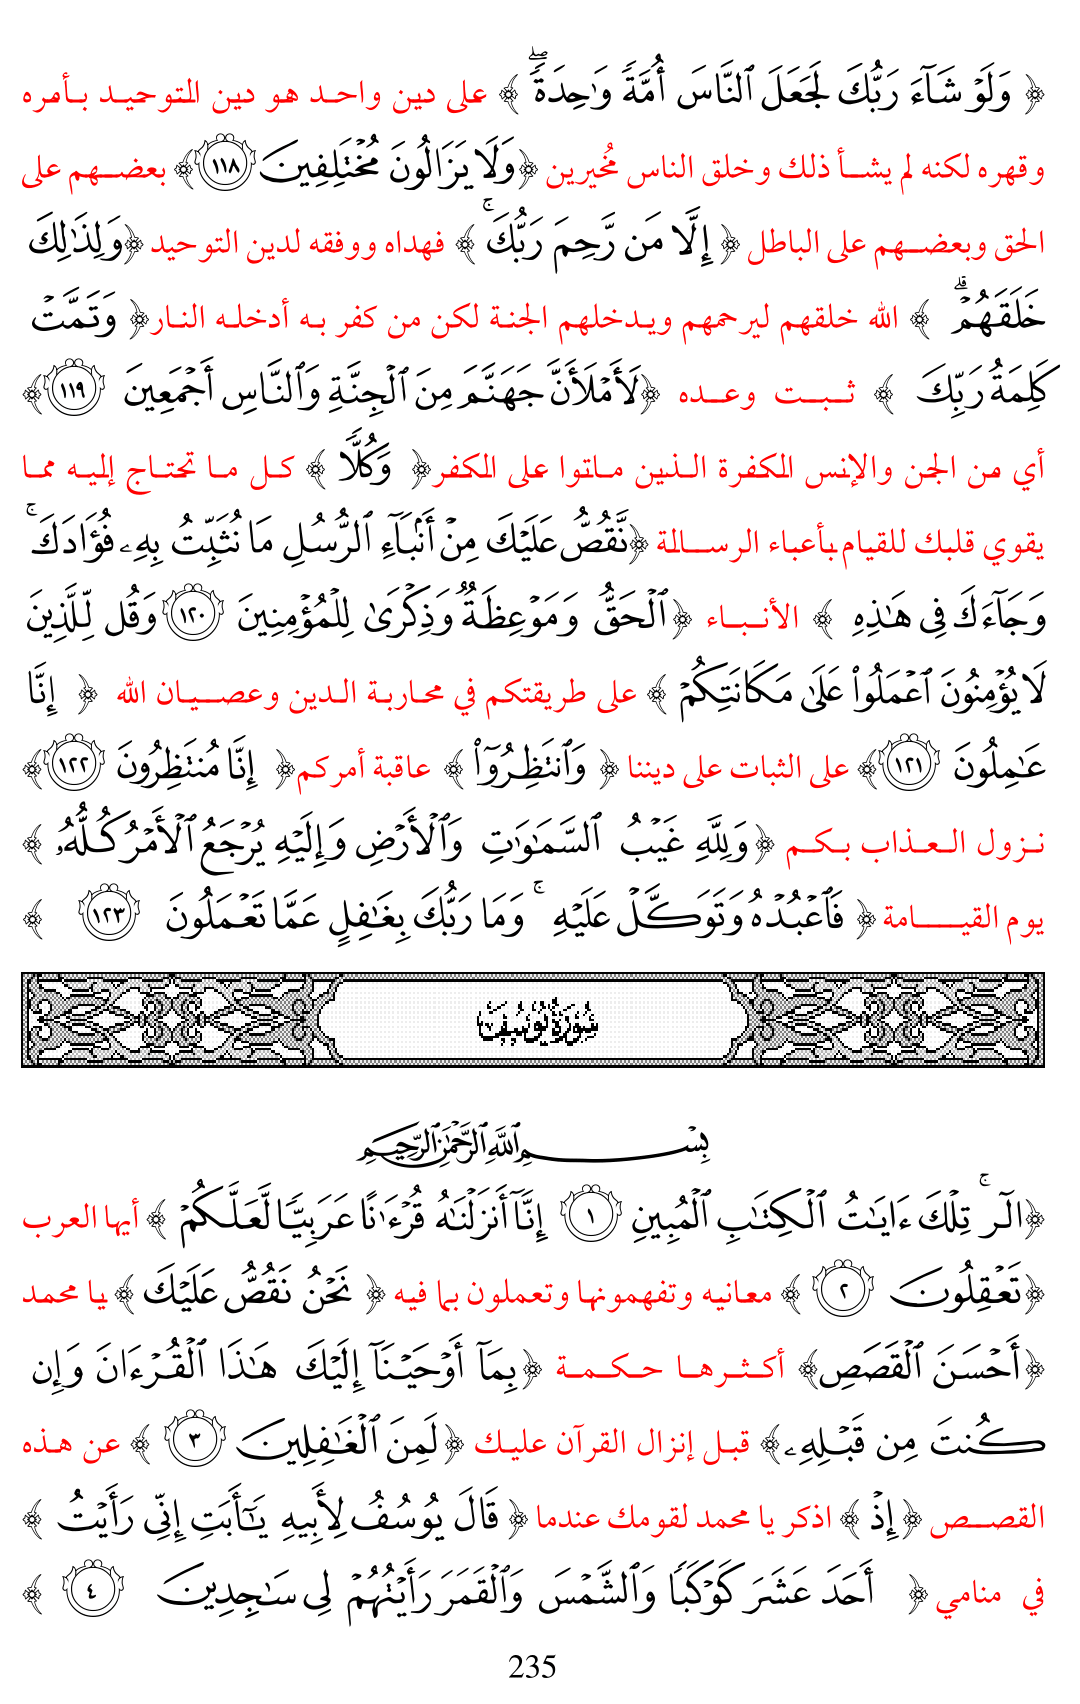 ﴿ وَلَوْ شَآءَ رَبُّكَ لَجَعَلَ ٱلنَّاسَ أُمَّةً وَٰحِدَةً ۖ ﴾ على دين واحد هو دين التوحيد بأمره
وقهره لكنه لم يشأ ذلك وخلق الناس مُخيرين ﴿وَلَا يَزَالُونَ مُخْتَلِفِينَ ١١٨﴾ بعضهم على
الحق وبعضهم على الباطل ﴿ إِلَّا مَن رَّحِمَ رَبُّكَ ۚ ﴾ فهداه ووفقه لدين التوحيد ﴿وَلِذَٰلِكَ
خَلَقَهُمْ ۗ ﴾ الله خلقهم ليرحمهم ويدخلهم الجنة لكن من كفر به أدخله النار﴿ وَتَمَّتْ
كَلِمَةُ رَبِّكَ ﴾ ثبت وعده ﴿لَأَمْلَأَنَّ جَهَنَّمَ مِنَ ٱلْجِنَّةِ وَٱلنَّاسِ أَجْمَعِينَ ١١٩﴾
أي من الجن والإنس المكفرة الذين ماتوا على المكفر﴿ وَكُلًّا ﴾ كل ما تحتاج إليه مما
يقوي قلبك للقيام بأعباء الرسالة ﴿نَّقُصُّ عَلَيْكَ مِنْ أَنۢبَآءِ ٱلرُّسُلِ مَا نُثَبِّتُ بِهِۦ فُؤَادَكَ ۚ
وَجَآءَكَ فِى هَٰذِهِ ﴾ الأنباء ﴿ٱلْحَقُّ وَمَوْعِظَةٌ وَذِكْرَىٰ لِلْمُؤْمِنِينَ ١٢٠ وَقُل لِّلَّذِينَ
لَا يُؤْمِنُونَ ٱعْمَلُوا۟ عَلَىٰ مَكَانَتِكُمْ ﴾ على طريقتكم في محاربة الدين وعصيان الله ﴿ إِنَّا
عَٰمِلُونَ ١٢١﴾ على الثبات على ديننا ﴿ وَٱنتَظِرُوٓا۟ ﴾ عاقبة أمركم﴿ إِنَّا مُنتَظِرُونَ ١٢٢﴾
نزول العذاب بكم ﴿وَلِلَّهِ غَيْبُ ٱلسَّمَٰوَٰتِ وَٱلْأَرْضِ وَإِلَيْهِ يُرْجَعُ ٱلْأَمْرُ كُلُّهُۥ ﴾
يوم القيامة ﴿ فَٱعْبُدْهُ وَتَوَكَّلْ عَلَيْهِ ۚ وَمَا رَبُّكَ بِغَٰفِلٍ عَمَّا تَعْمَلُونَ ١٢٣ ﴾
سُورَةُ يُوسُفَ
بِسْمِ ٱللَّهِ ٱلرَّحْمَٰنِ ٱلرَّحِيمِ
﴿الٓر ۚ تِلْكَ ءَايَٰتُ ٱلْكِتَٰبِ ٱلْمُبِينِ ١ إِنَّآ أَنزَلْنَٰهُ قُرْءَٰنًا عَرَبِيًّا لَّعَلَّكُمْ ﴾ أيها العرب
﴿تَعْقِلُونَ ٢ ﴾ معانيه وتفهمونها وتعملون بما فيه ﴿ نَحْنُ نَقُصُّ عَلَيْكَ ﴾ يا محمد
﴿أَحْسَنَ ٱلْقَصَصِ﴾ أكثرها حكمة ﴿بِمَآ أَوْحَيْنَآ إِلَيْكَ هَٰذَا ٱلْقُرْءَانَ وَإِن
كُنتَ مِن قَبْلِهِۦ﴾ قبل إنزال القرآن عليك ﴿لَمِنَ ٱلْغَٰفِلِينَ ٣ ﴾ عن هذه
القصص ﴿إِذْ ﴾ اذكر يا محمد لقومك عندما ﴿ قَالَ يُوسُفُ لِأَبِيهِ يَٰٓأَبَتِ إِنِّى رَأَيْتُ ﴾
في منامي ﴿ أَحَدَ عَشَرَ كَوْكَبًا وَٱلشَّمْسَ وَٱلْقَمَرَ رَأَيْتُهُمْ لِى سَٰجِدِينَ ٤ ﴾
235